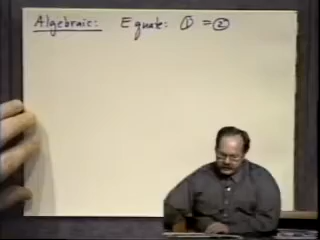 Algebraic: Equate: ① = ②